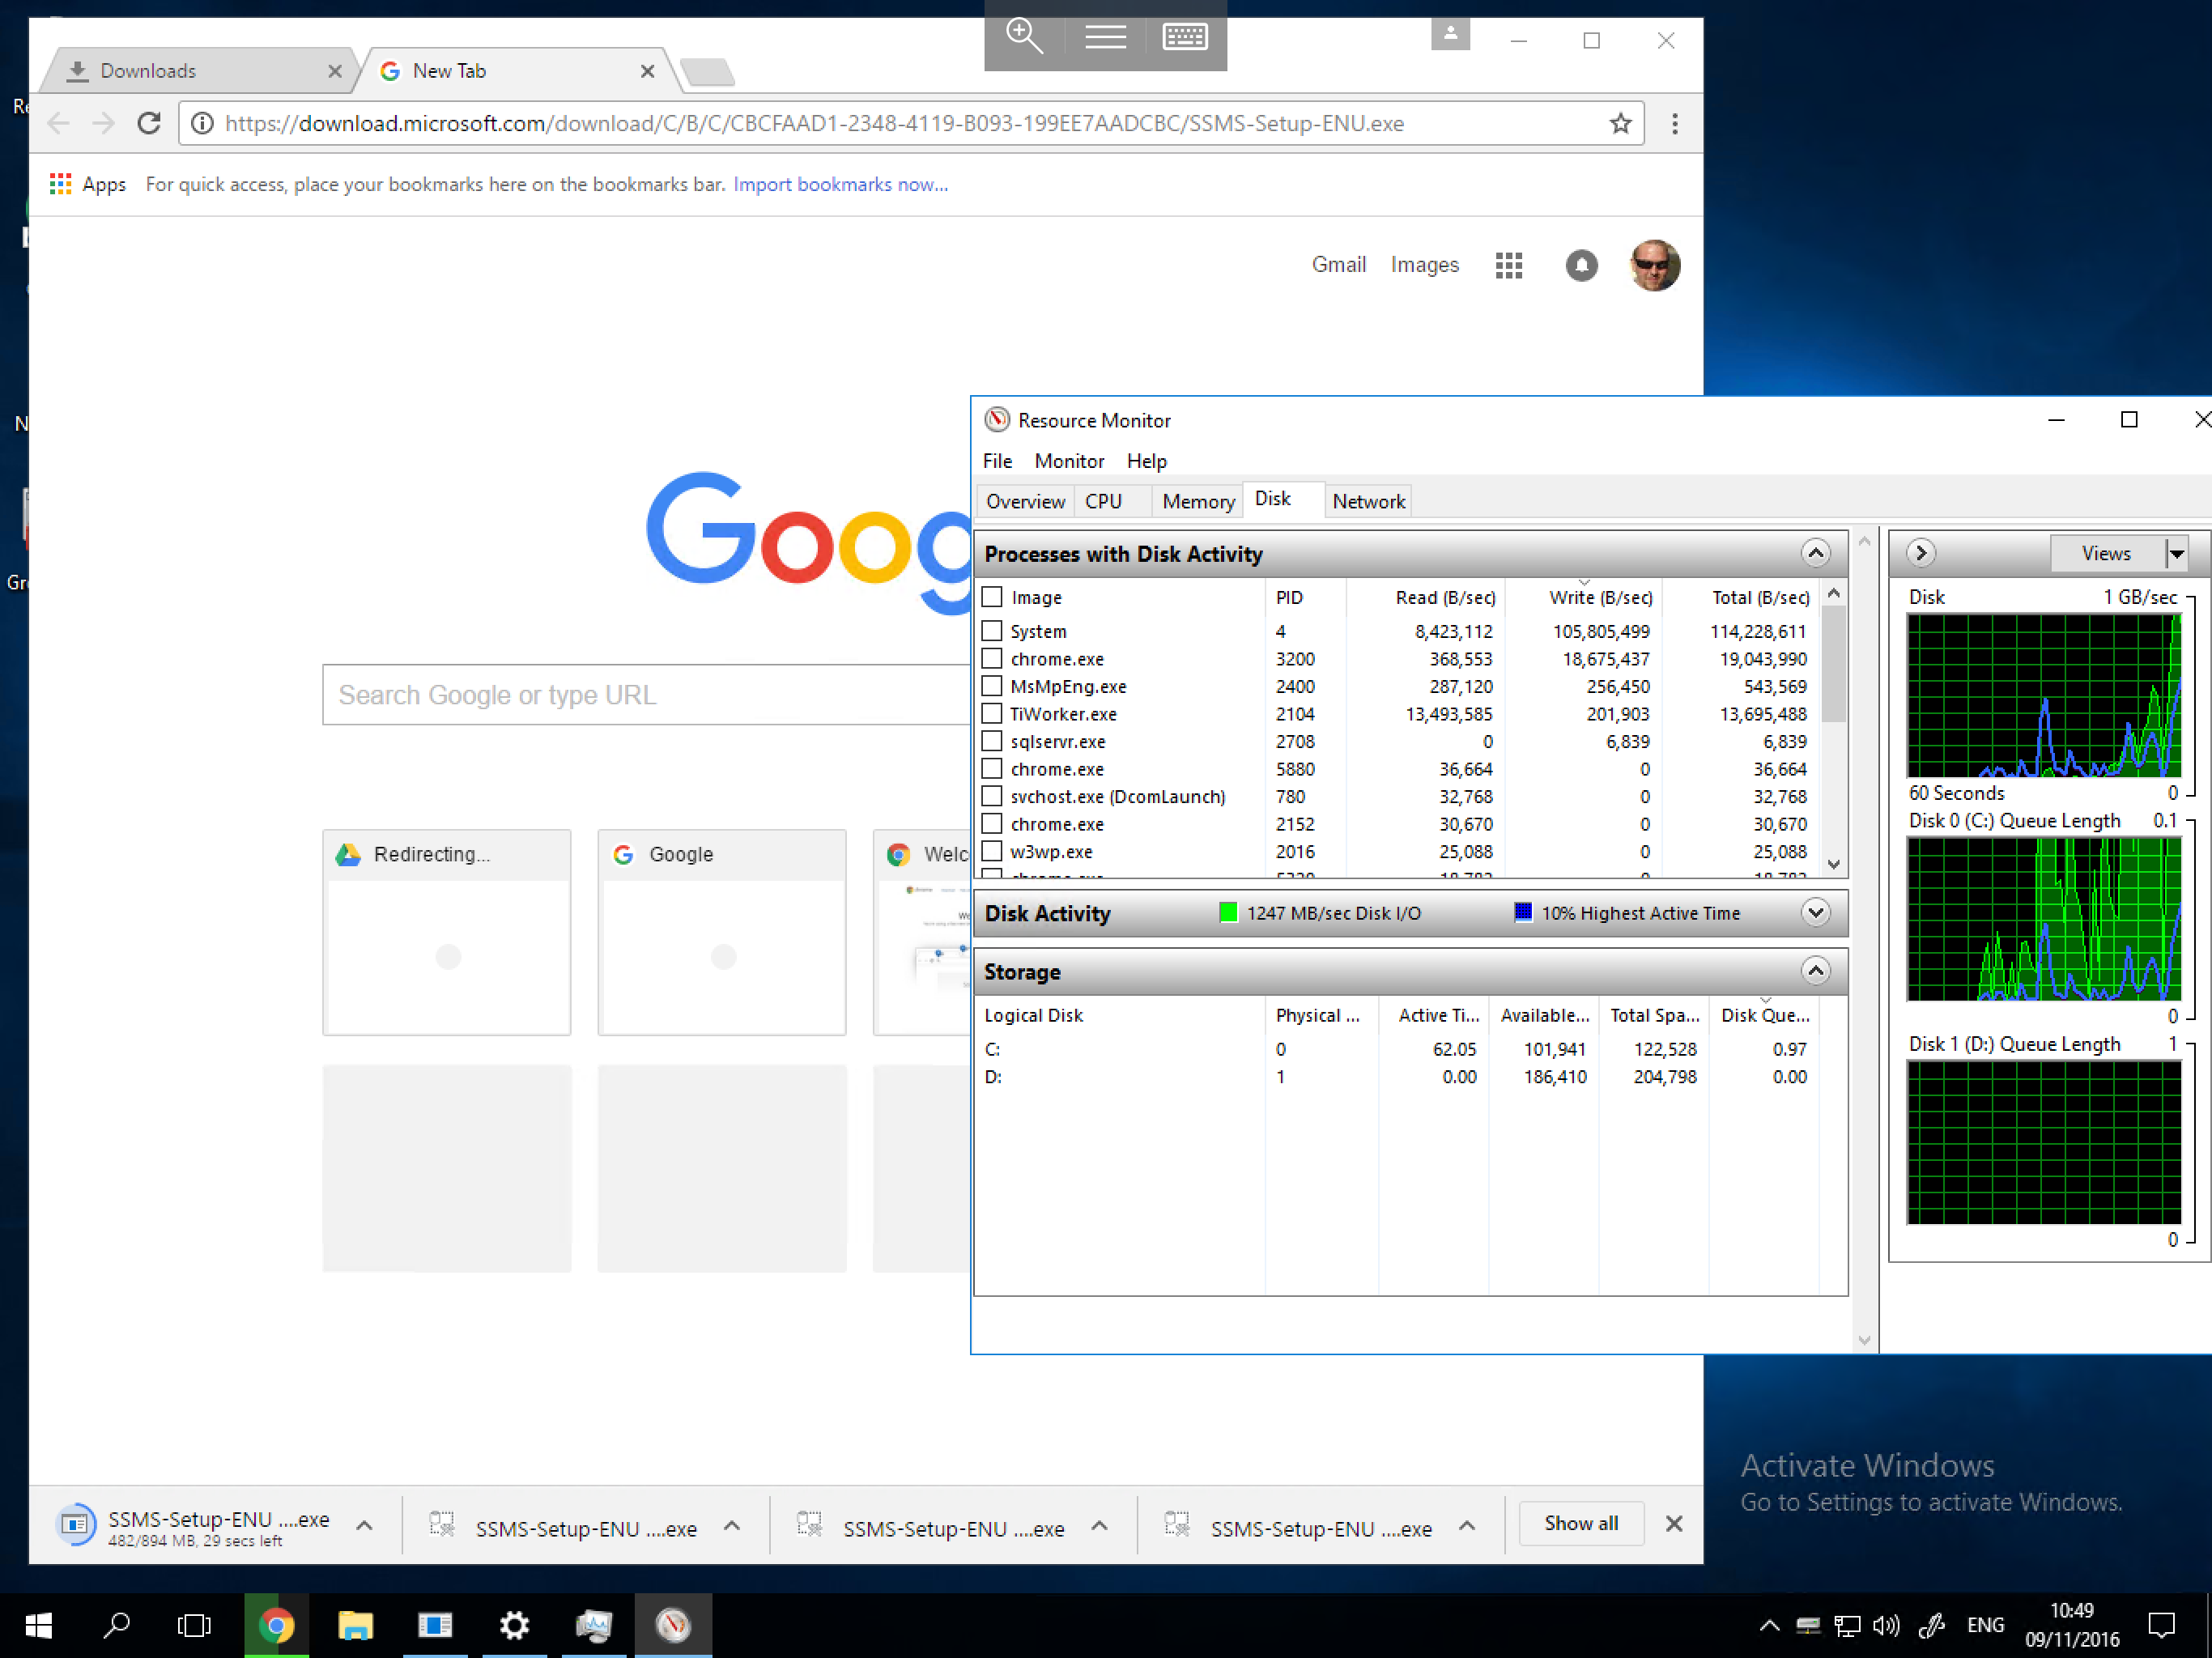 Downloads
New Tab
https://download.microsoft.com/download/C/B/C/CBCFAAD1-2348-4119-B093-199EE7AADCBC/SSMS-Setup-ENU.exe
Apps For quick access, place your bookmarks here on the bookmarks bar. Import bookmarks now...
Gmail Images
Goog
Search Google or type URL
Redirecting...
Google
Welc
Resource Monitor
File Monitor Help
Overview CPU Memory Disk Network
Processes with Disk Activity
Image PID Read (B/sec) Write (B/sec) Total (B/sec)
System 4 8,423,112 105,805,499 114,228,611
chrome.exe 3200 368,553 18,675,437 19,043,990
MsMpEng.exe 2400 287,120 256,450 543,569
TiWorker.exe 2104 13,493,585 201,903 13,695,488
sqlservr.exe 2708 0 6,839 6,839
chrome.exe 5880 36,664 0 36,664
svchost.exe (DcomLaunch) 780 32,768 0 32,768
chrome.exe 2152 30,670 0 30,670
w3wp.exe 2016 25,088 0 25,088
Disk Activity 1247 MB/sec Disk I/O 10% Highest Active Time
Storage
Logical Disk Physical ... Active Ti... Available... Total Spa... Disk Que...
C: 0 62.05 101,941 122,528 0.97
D: 1 0.00 186,410 204,798 0.00
Views
Disk 1 GB/sec
60 Seconds 0
Disk 0 (C:) Queue Length 0.1
0
Disk 1 (D:) Queue Length 1
0
Activate Windows
Go to Settings to activate Windows.
SSMS-Setup-ENU ....exe
482/894 MB, 29 secs left
SSMS-Setup-ENU ....exe
SSMS-Setup-ENU ....exe
SSMS-Setup-ENU ....exe
Show all
ENG
10:49
09/11/2016